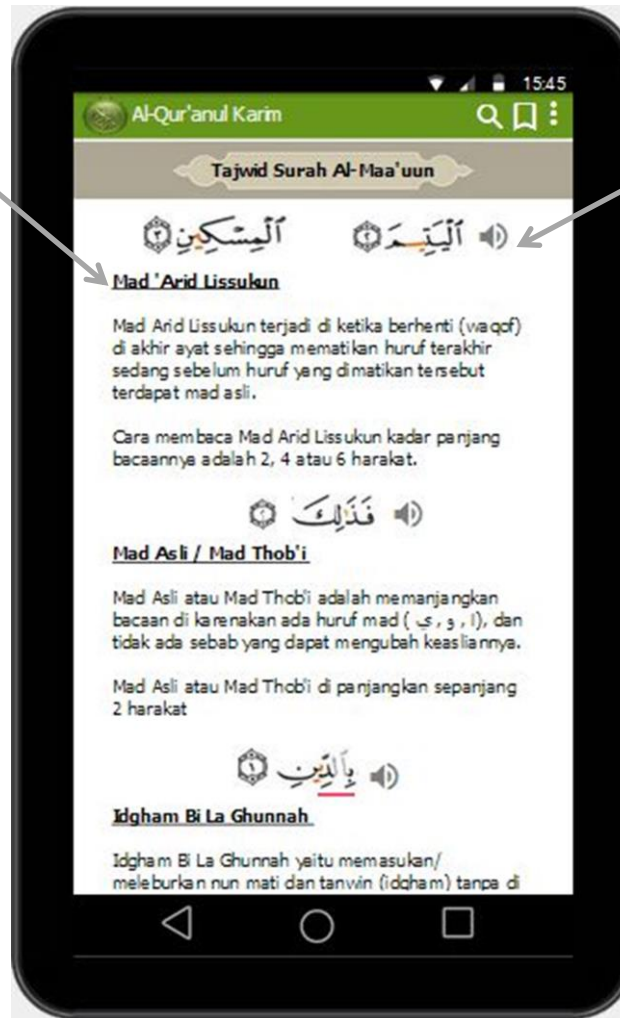 15:45
Al-Qur'anul Karim
Tajwid Surah Al-Maa'uun
ٱلْيَتِيمَ ٢ ٱلْمِسْكِينِ ٣
Mad 'Arid Lissukun
Mad Arid Lissukun terjadi di ketika berhenti (waqof)
di akhir ayat sehingga mematikan huruf terakhir
sedang sebelum huruf yang dimatikan tersebut
terdapat mad asli.
Cara membaca Mad Arid Lissukun kadar panjang
bacaannya adalah 2, 4 atau 6 harakat.
فَذَٰلِكَ ٢
Mad Asli / Mad Thob'i
Mad Asli atau Mad Thob'i adalah memanjangkan
bacaan di karenakan ada huruf mad ( ا , و , ي), dan
tidak ada sebab yang dapat mengubah keasliannya.
Mad Asli atau Mad Thob'i di panjangkan sepanjang
2 harakat
بِٱلدِّينِ ١
Idgham Bi La Ghunnah
Idgham Bi La Ghunnah yaitu memasukan/
meleburkan nun mati dan tanwin (idgham) tanpa di